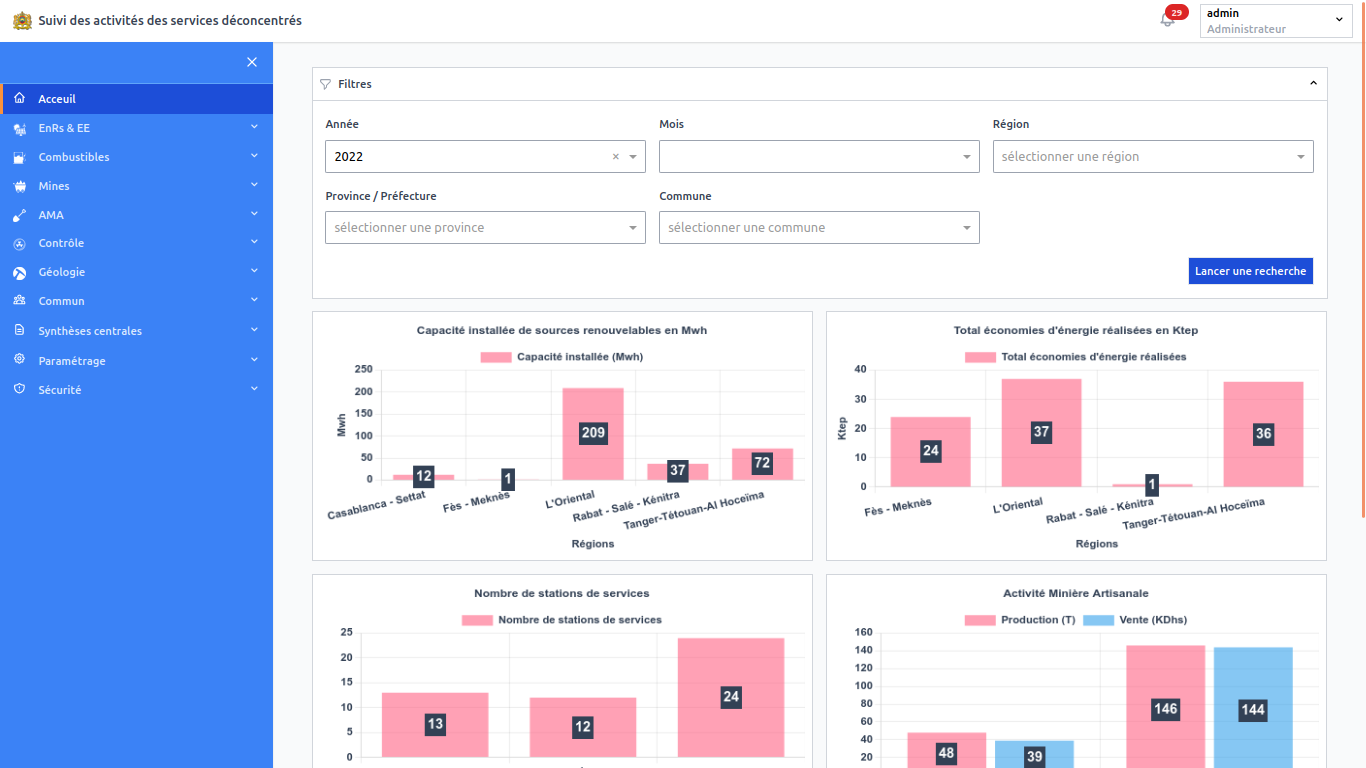 Suivi des activités des services déconcentrés
29
admin
Administrateur
Acceuil
EnRs & EE
Combustibles
Mines
AMA
Contrôle
Géologie
Commun
Synthèses centrales
Paramétrage
Sécurité
Filtres
Année
Mois
Région
2022
sélectionner une région
Province / Préfecture
Commune
sélectionner une province
sélectionner une commune
Lancer une recherche
Capacité installée de sources renouvelables en Mwh
Capacité installée (Mwh)
250
200
150
100
50
0
Mwh
12
1
209
37
72
Casablanca - Settat
Fès - Meknès
L'Oriental
Rabat - Salé - Kénitra
Tanger-Tétouan-Al Hoceïma
Régions
Total économies d'énergie réalisées en Ktep
Total économies d'énergie réalisées
40
30
20
10
0
Ktep
24
37
1
36
Fès - Meknès
L'Oriental
Rabat - Salé - Kénitra
Tanger-Tétouan-Al Hoceïma
Régions
Nombre de stations de services
Nombre de stations de services
25
20
15
10
5
0
13
12
24
Activité Minière Artisanale
Production (T)
Vente (KDhs)
160
140
120
100
80
60
40
20
48
39
146
144